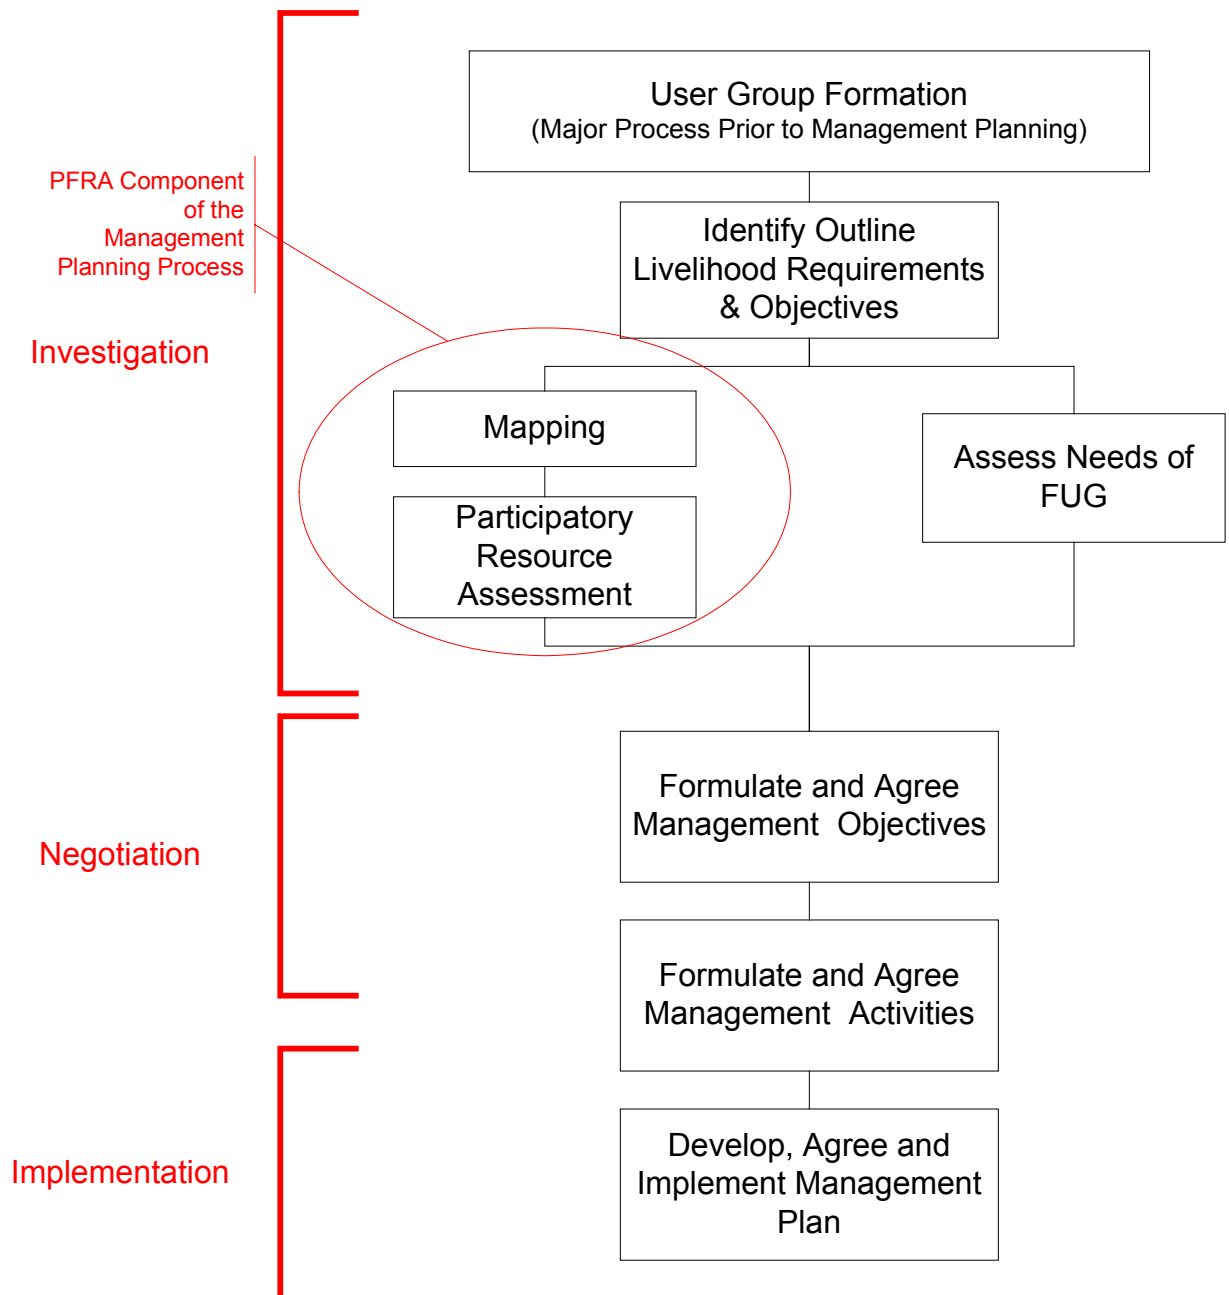 User Group Formation
(Major Process Prior to Management Planning)
PFRA Component
of the
Management
Planning Process
Identify Outline
Livelihood Requirements
& Objectives
Investigation
Mapping
Assess Needs of
FUG
Participatory
Resource
Assessment
Formulate and Agree
Management Objectives
Negotiation
Formulate and Agree
Management Activities
Develop, Agree and
Implement Management
Plan
Implementation